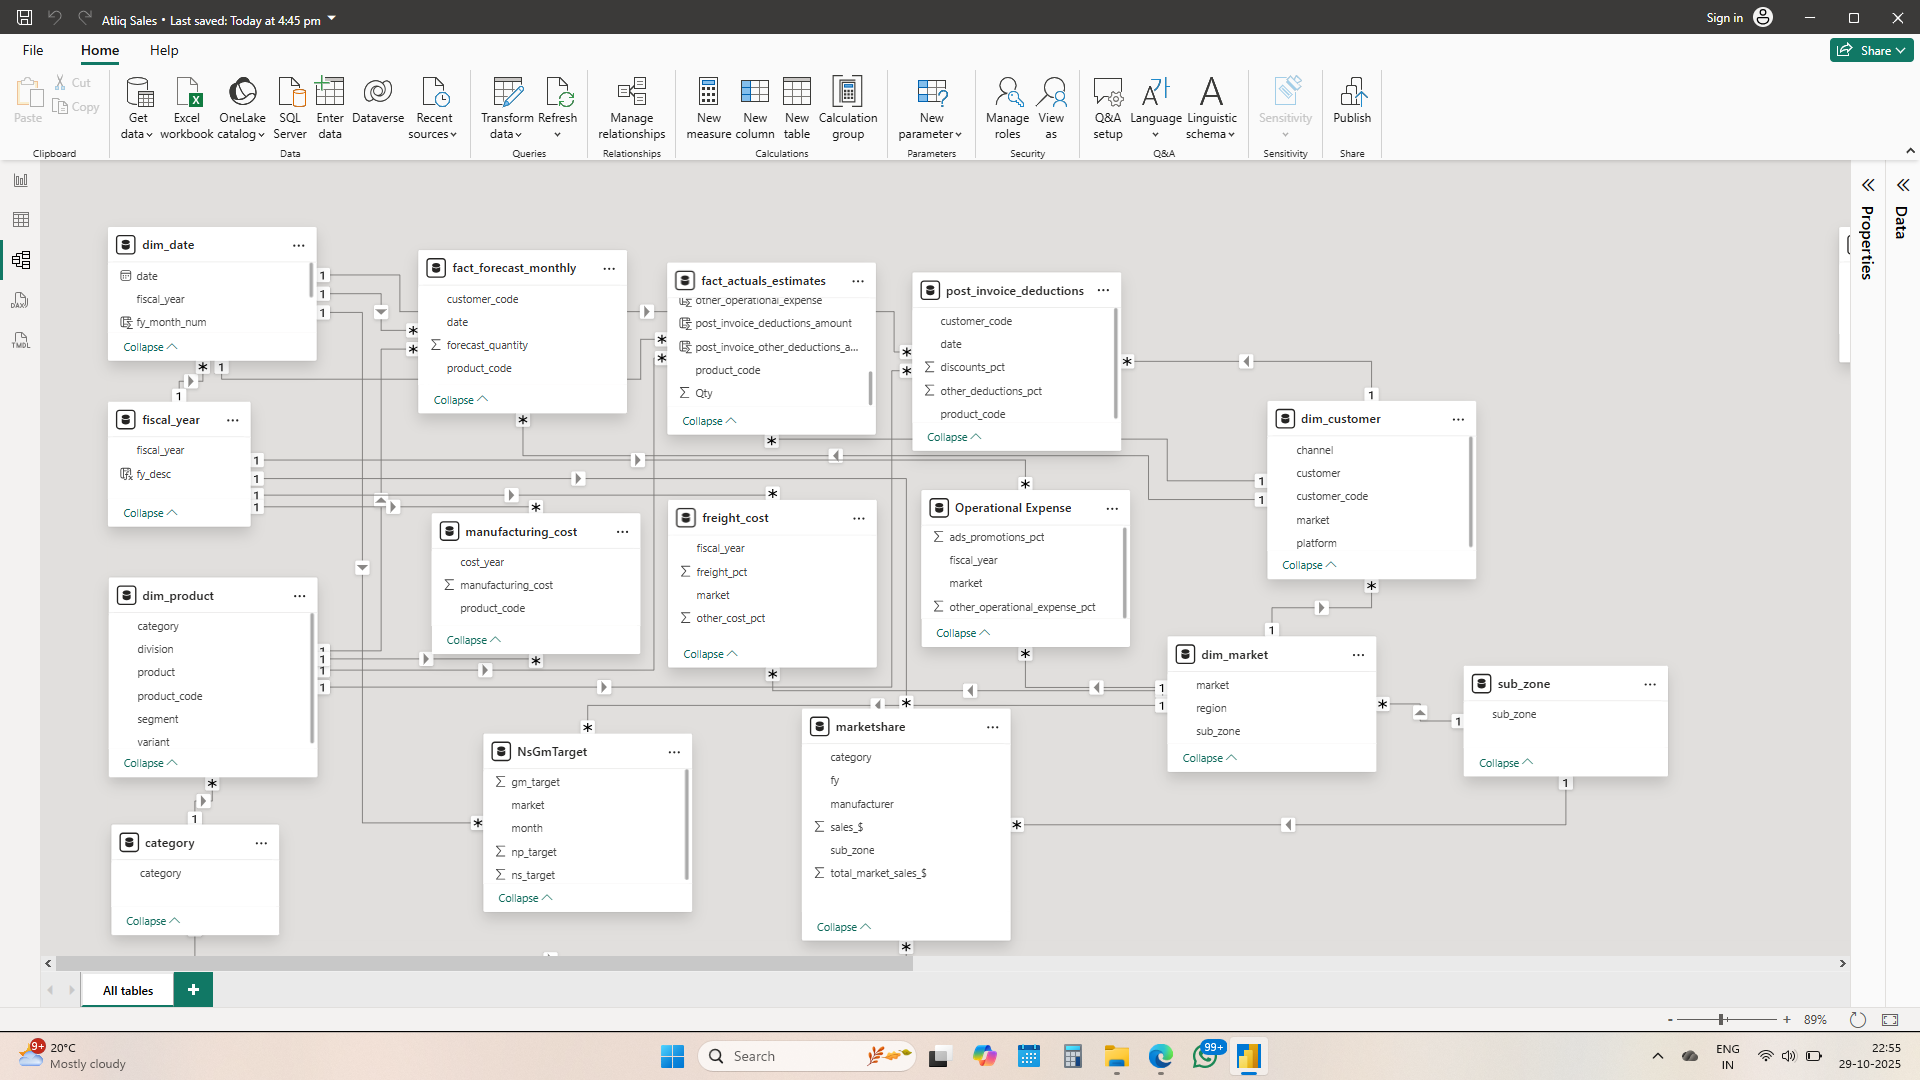 Atliq Sales • Last saved: Today at 4:45 pm
Sign in
File
Home
Help
Share
Paste
Cut
Copy
Clipboard
Get data
Excel workbook
OneLake catalog
SQL Server
Enter data
Dataverse
Recent sources
Data
Transform data
Refresh
Queries
Manage relationships
Relationships
New measure
New column
New table
Calculation group
Calculations
New parameter
Parameters
Manage roles
View as
Security
Q&A setup
Language
Linguistic schema
Q&A
Sensitivity
Sensitivity
Publish
Share
DAX
TMDL
Properties
Data
dim_date
date
fiscal_year
fy_month_num
Collapse
fact_forecast_monthly
customer_code
date
forecast_quantity
product_code
Collapse
fact_actuals_estimates
other_operational_expense
post_invoice_deductions_amount
post_invoice_other_deductions_a...
product_code
Qty
Collapse
post_invoice_deductions
customer_code
date
discounts_pct
other_deductions_pct
product_code
Collapse
dim_customer
channel
customer
customer_code
market
platform
Collapse
fiscal_year
fiscal_year
fy_desc
Collapse
manufacturing_cost
cost_year
manufacturing_cost
product_code
Collapse
freight_cost
fiscal_year
freight_pct
market
other_cost_pct
Collapse
Operational Expense
ads_promotions_pct
fiscal_year
market
other_operational_expense_pct
Collapse
dim_product
category
division
product
product_code
segment
variant
Collapse
dim_market
market
region
sub_zone
Collapse
sub_zone
sub_zone
Collapse
NsGmTarget
gm_target
market
month
np_target
ns_target
Collapse
marketshare
category
fy
manufacturer
sales_$
sub_zone
total_market_sales_$
Collapse
category
category
Collapse
All tables
+
- + 89%
9+
20°C
Mostly cloudy
Search
99+
ENG
IN
22:55
29-10-2025